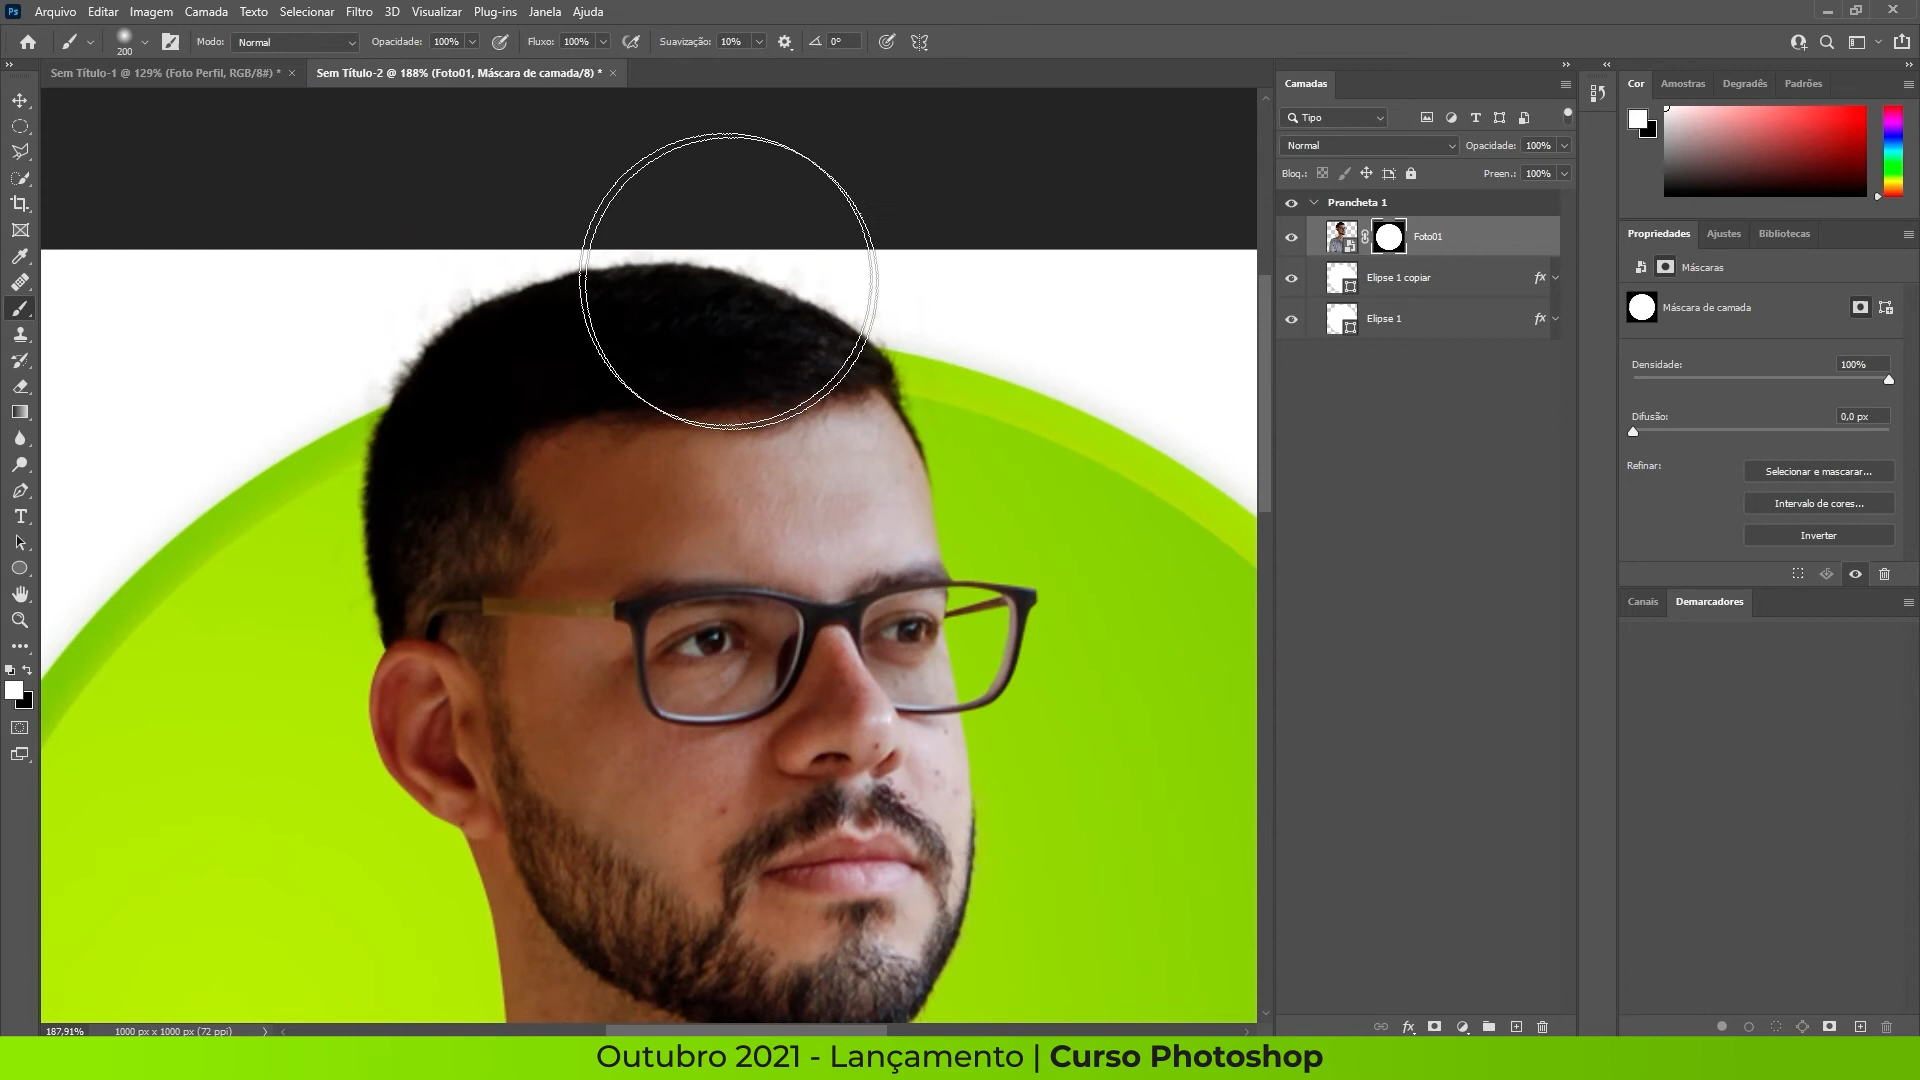 Ps Arquivo Editar Imagem Camada Texto Selecionar Filtro 3D Visualizar Plug-ins Janela Ajuda
200 Modo: Normal Opacidade: 100% Fluxo: 100% Suavização: 10% 0°
Sem Título-1 @ 129% (Foto Perfil, RGB/8#) * × Sem Título-2 @ 188% (Foto01, Máscara de camada/8) * ×
Camadas
Tipo
Normal Opacidade: 100%
Bloq.: Preen.: 100%
Prancheta 1
Foto01
Elipse 1 copiar fx
Elipse 1 fx
Cor Amostras Degradês Padrões
Propriedades Ajustes Bibliotecas
Máscaras
Máscara de camada
Densidade: 100%
Difusão: 0,0 px
Refinar: Selecionar e mascarar...
Intervalo de cores...
Inverter
Canais Demarcadores
187,91% 1000 px x 1000 px (72 ppi)
fx
Outubro 2021 - Lançamento | Curso Photoshop